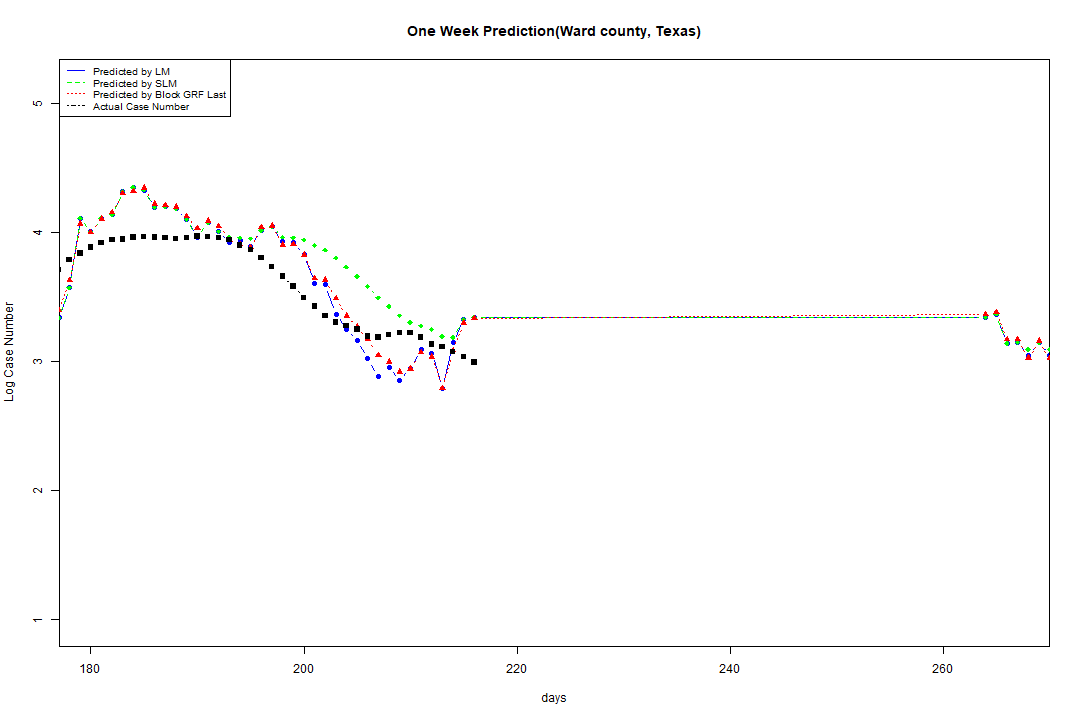 One Week Prediction(Ward county, Texas)
Predicted by LM
Predicted by SLM
Predicted by Block GRF Last
Actual Case Number
5
4
3
2
1
Log Case Number
180 200 220 240 260
days